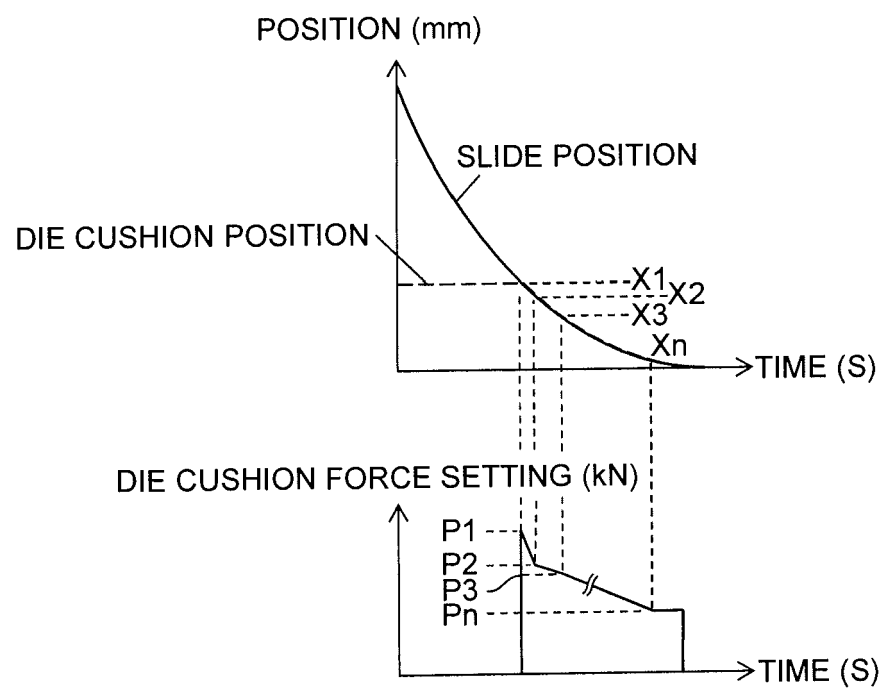 POSITION (mm)
SLIDE POSITION
DIE CUSHION POSITION
X1
X2
X3
Xn
TIME (S)
DIE CUSHION FORCE SETTING (kN)
P1
P2
P3
Pn
TIME (S)